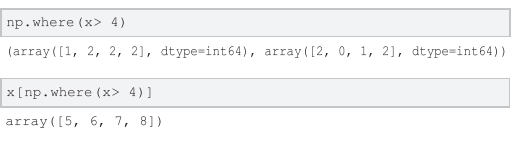 np.where(x> 4)
(array([1, 2, 2, 2], dtype=int64), array([2, 0, 1, 2], dtype=int64))
x[np.where(x> 4)]
array([5, 6, 7, 8])